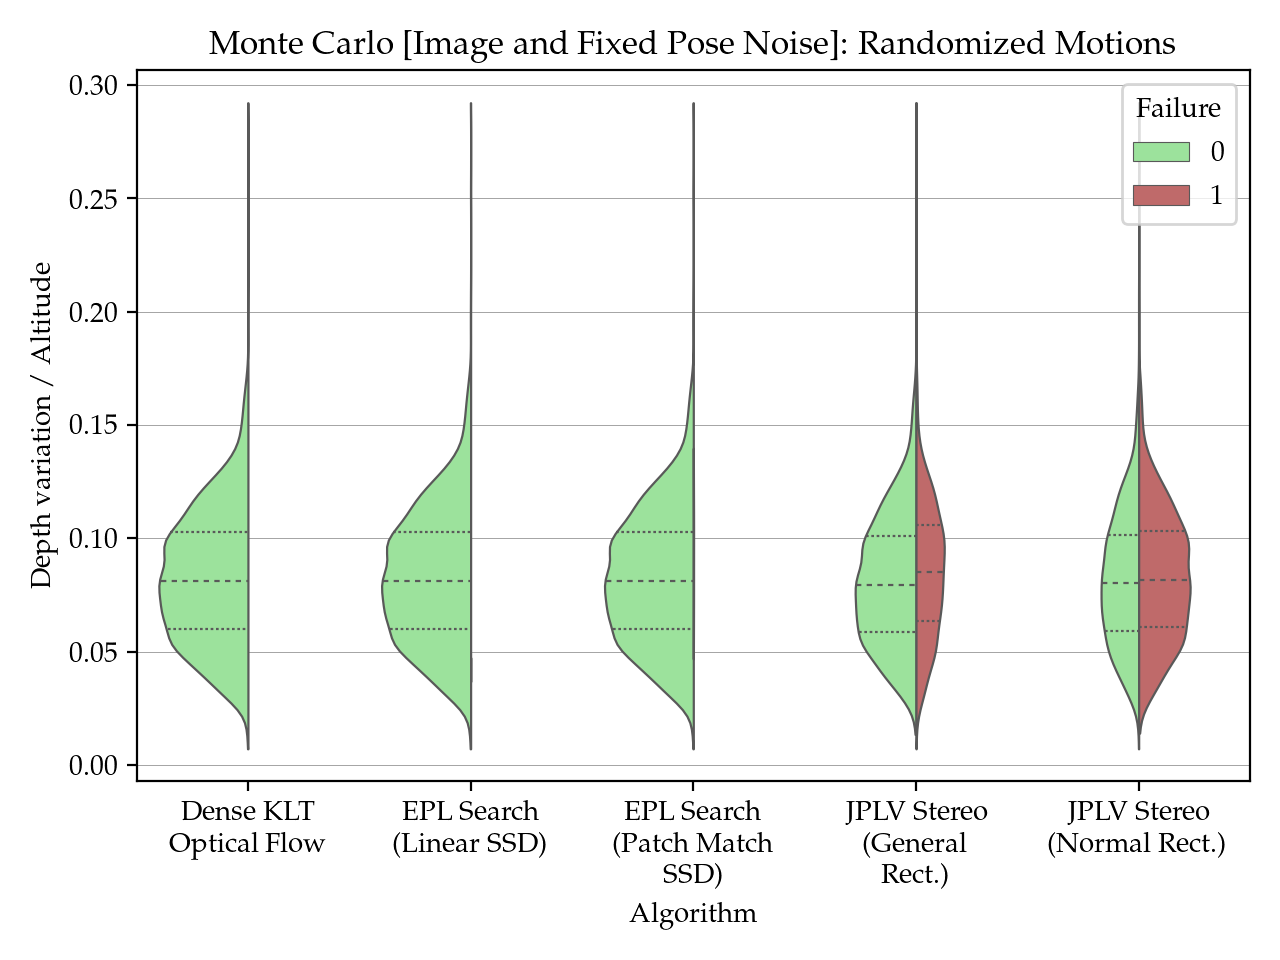 Monte Carlo [Image and Fixed Pose Noise]: Randomized Motions
Depth variation / Altitude
0.30
0.25
0.20
0.15
0.10
0.05
0.00
Failure
0
1
Dense KLT
Optical Flow
EPL Search
(Linear SSD)
EPL Search
(Patch Match
SSD)
JPLV Stereo
(General
Rect.)
JPLV Stereo
(Normal Rect.)
Algorithm